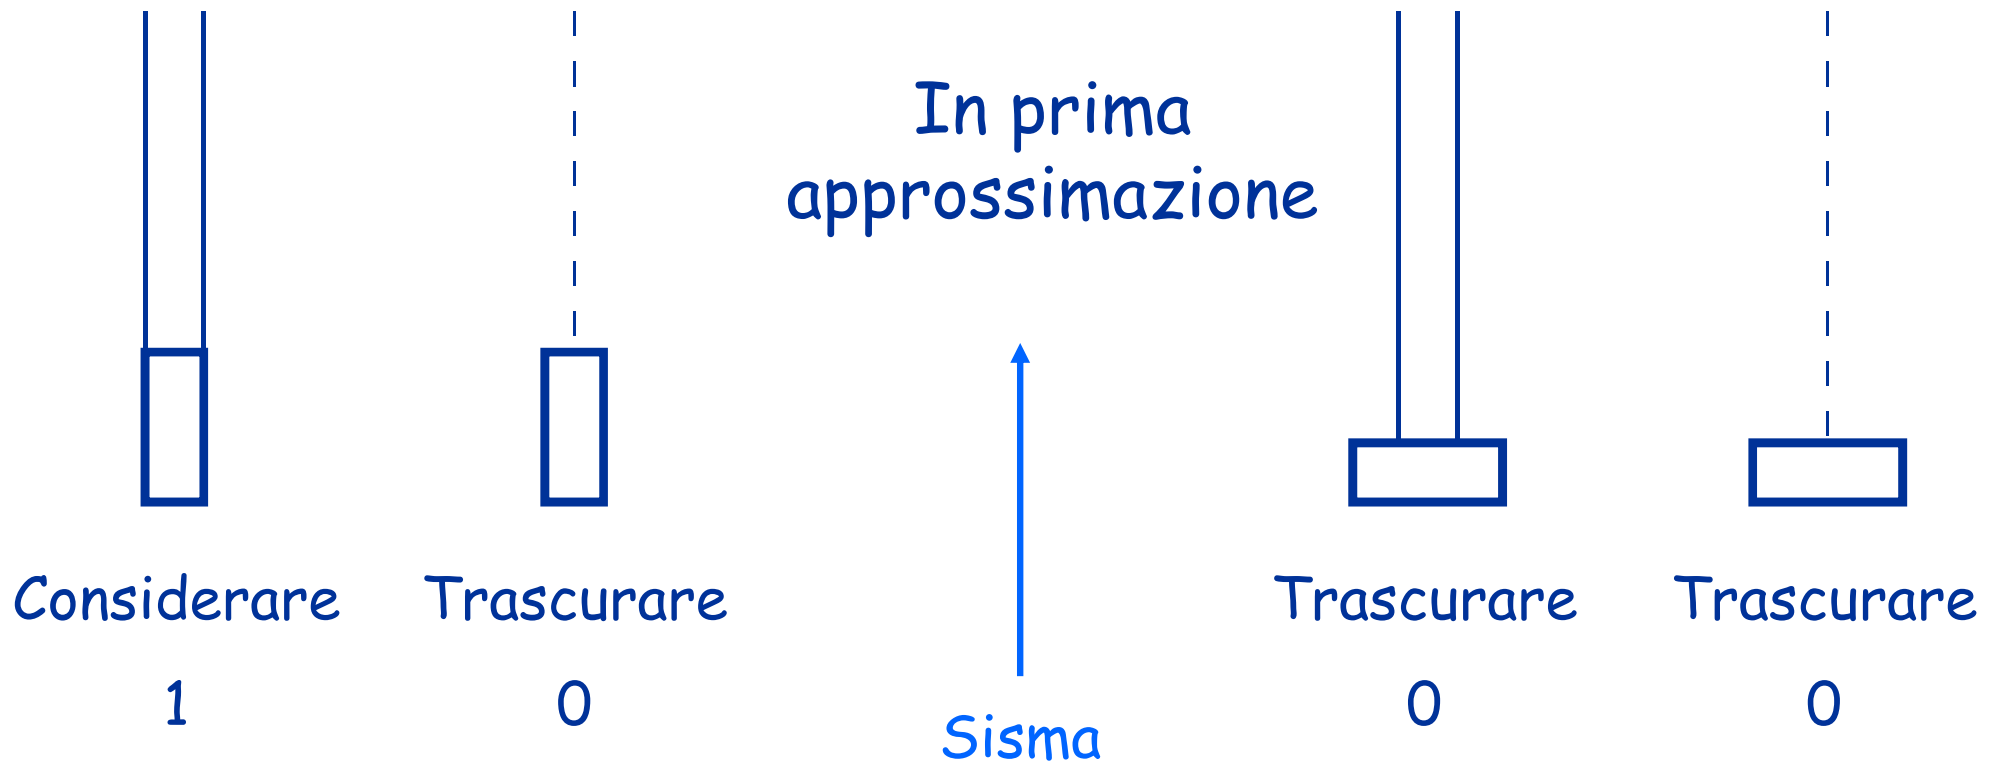 In prima
approssimazione
Considerare
Trascurare
Trascurare
Trascurare
1
0
0
0
Sisma